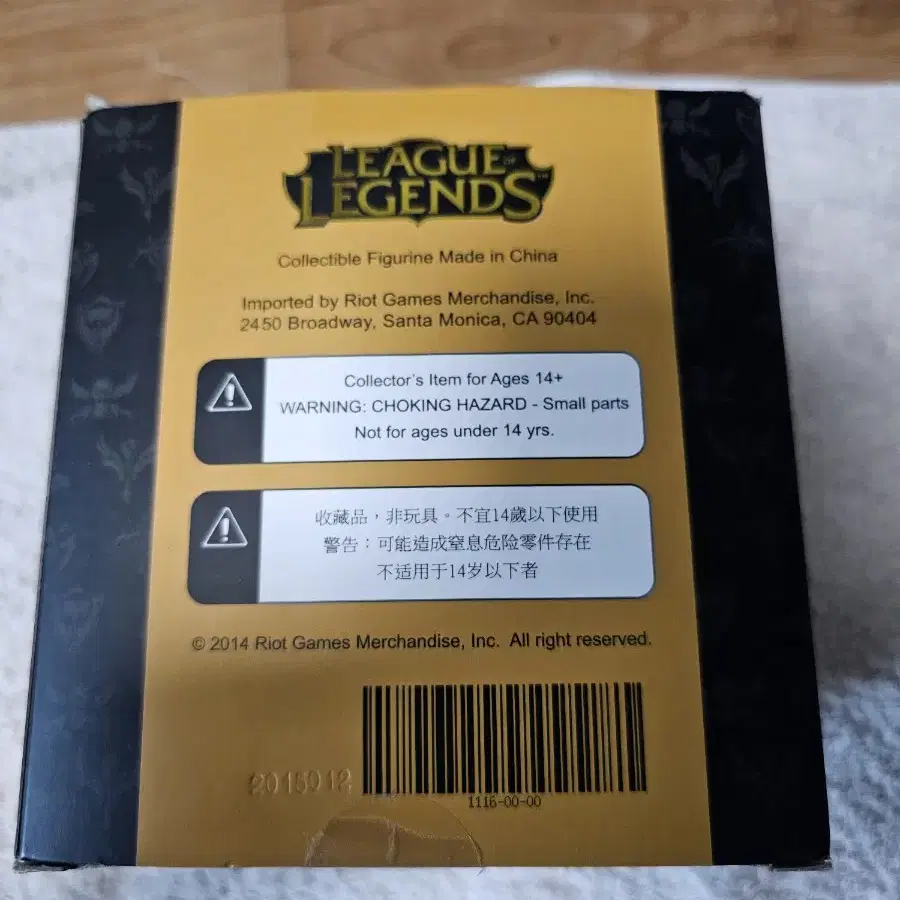 LEAGUE OF
LEGENDS™
Collectible Figurine Made in China
Imported by Riot Games Merchandise, Inc.
2450 Broadway, Santa Monica, CA 90404
Collector's Item for Ages 14+
WARNING: CHOKING HAZARD - Small parts
Not for ages under 14 yrs.
收藏品，非玩具。不宜14歲以下使用
警告：可能造成窒息危险零件存在
不适用于14岁以下者
© 2014 Riot Games Merchandise, Inc. All right reserved.
1116-00-00